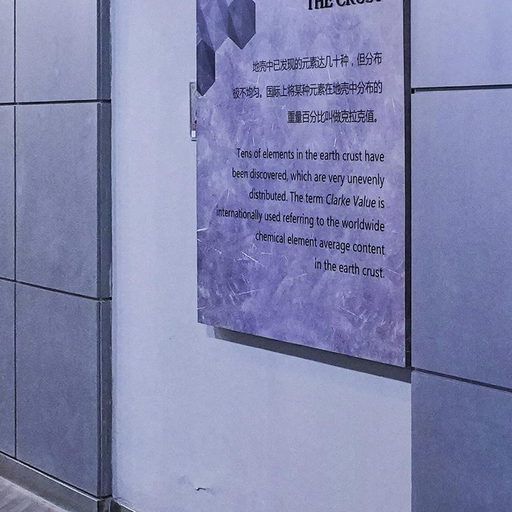 THE CRUST
地壳中已发现的元素达几十种，但分布
极不均匀。国际上将某种元素在地壳中分布的
重量百分比叫做克拉克值。
Tens of elements in the earth crust have
been discovered, which are very unevenly
distributed. The term Clarke Value is
internationally used referring to the worldwide
chemical element average content
in the earth crust.